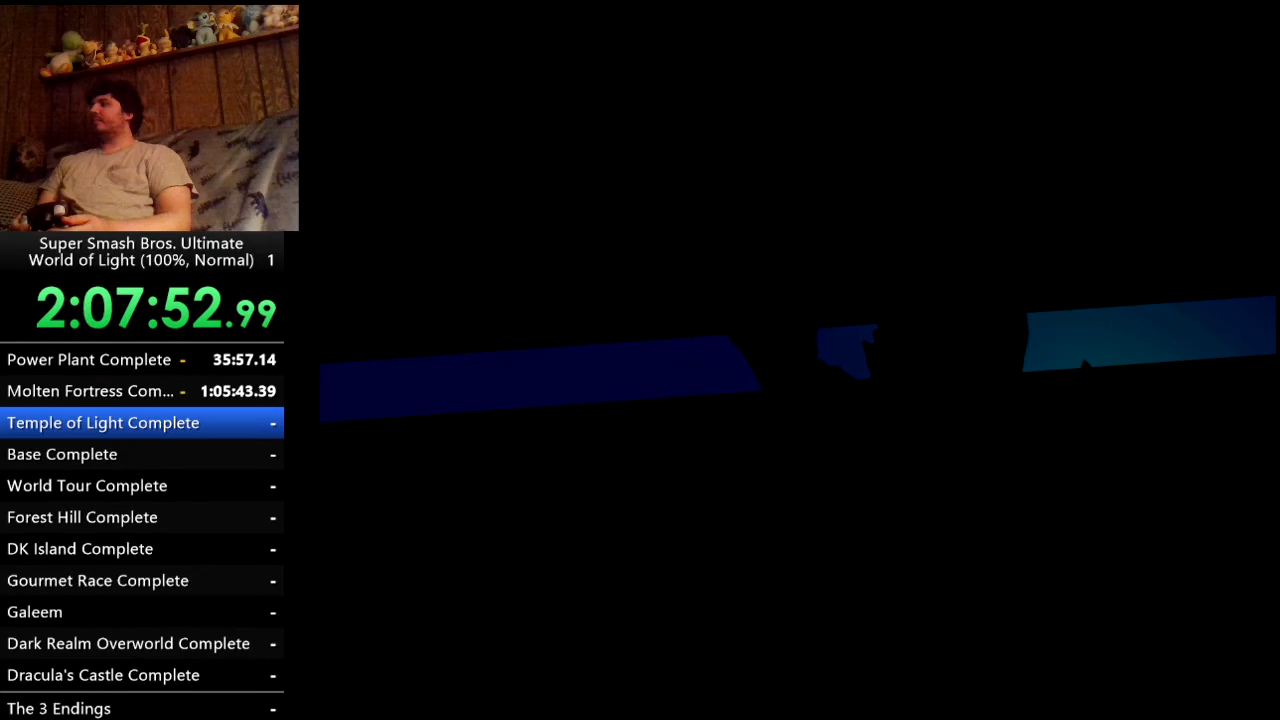 Super Smash Bros. Ultimate
World of Light (100%, Normal) 1
2:07:52.99
Power Plant Complete - 35:57.14
Molten Fortress Com... - 1:05:43.39
Temple of Light Complete -
Base Complete -
World Tour Complete -
Forest Hill Complete -
DK Island Complete -
Gourmet Race Complete -
Galeem -
Dark Realm Overworld Complete -
Dracula's Castle Complete -
The 3 Endings -